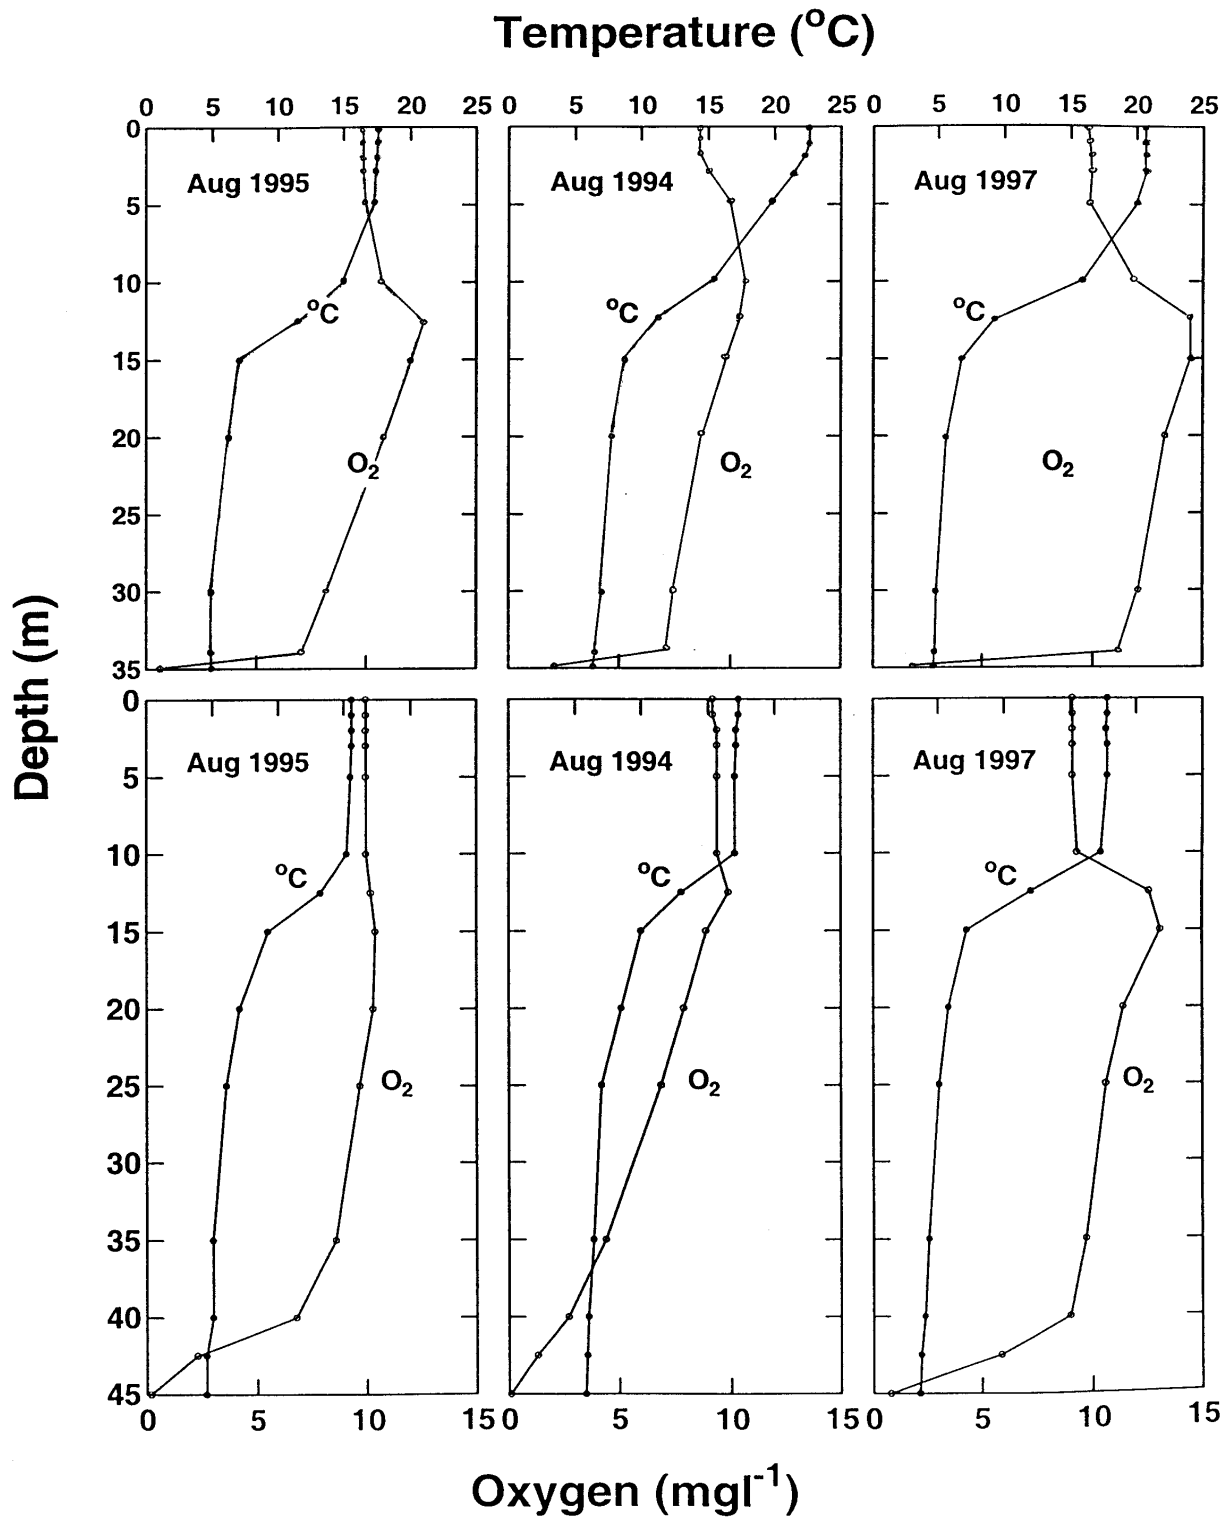 Temperature (°C)
0 5 10 15 20 25 0 5 10 15 20 25 0 5 10 15 20 25
0
Aug 1995 Aug 1994 Aug 1997
5
10
°C °C °C
15
20
O₂ O₂ O₂
25
30
35
Depth (m)
0
Aug 1995 Aug 1994 Aug 1997
5
10
°C °C °C
15
20
25
O₂ O₂ O₂
30
35
40
45
0 5 10 15 0 5 10 15 0 5 10 15
Oxygen (mgl⁻¹)